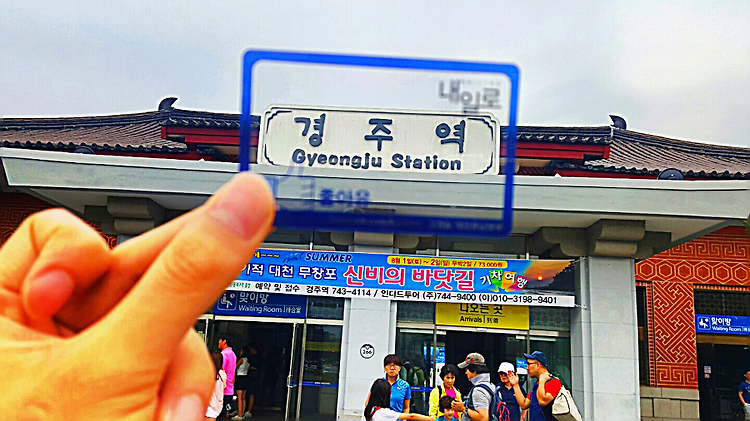 내일로
경주역
Gyeongju Station
좋이유
SUMMER
8월 1일(토) ~ 2일(일) 무박2일 / 73,000원
기적 대천 무창포 신비의 바닷길 기차여행
예약 및 접수 경주역 743-4114 / 인디드투어 (주)744-9400 (야)010-3198-9401
맞이방
Waiting Room
나오는 곳
Arrivals
266
맞이방
Waiting Room